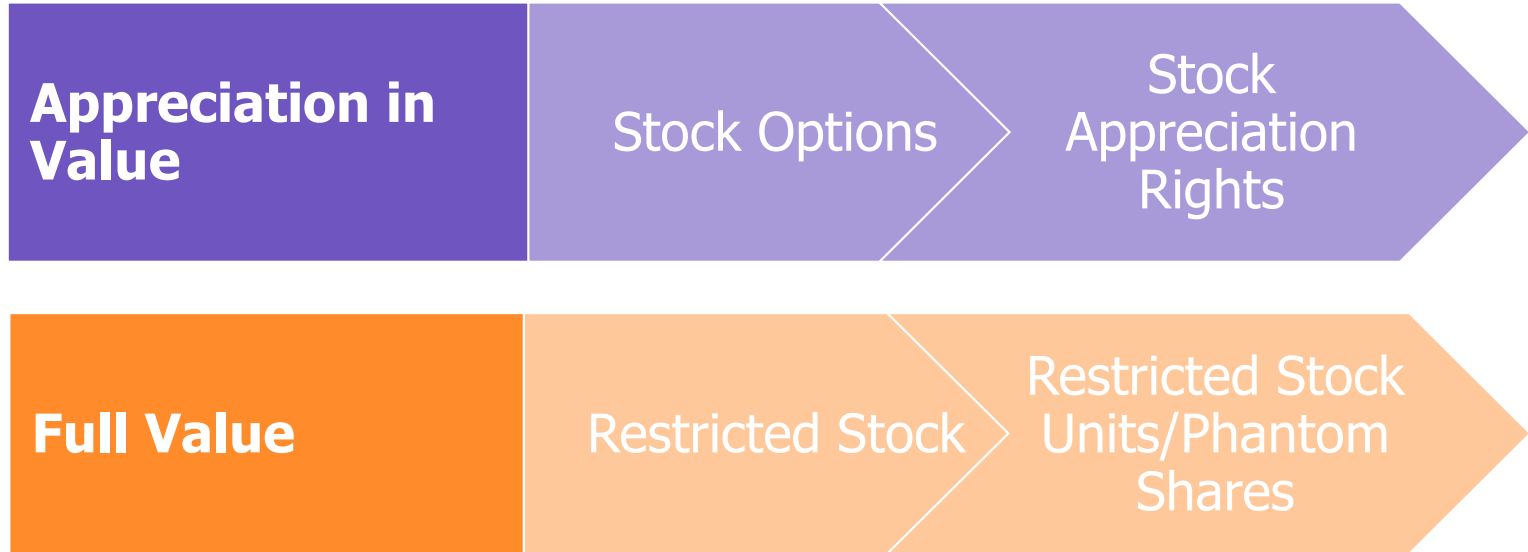 Appreciation in
Value
Stock Options
Stock
Appreciation
Rights
Full Value
Restricted Stock
Restricted Stock
Units/Phantom
Shares